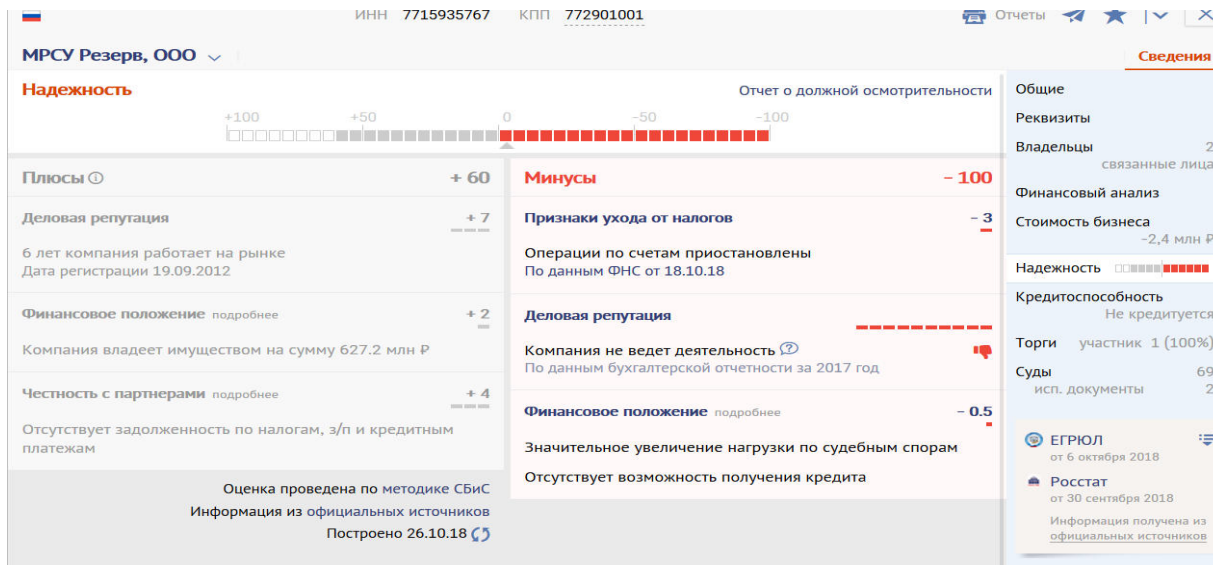 ИНН 7715935767 КПП 772901001
Отчеты
МРСУ Резерв, ООО
Сведения
Надежность
Отчет о должной осмотрительности
+100 +50 0 -50 -100
Плюсы + 60
Деловая репутация + 7
6 лет компания работает на рынке
Дата регистрации 19.09.2012
Финансовое положение подробнее + 2
Компания владеет имуществом на сумму 627.2 млн ₽
Честность с партнерами подробнее + 4
Отсутствует задолженность по налогам, з/п и кредитным
платежам
Оценка проведена по методике СБиС
Информация из официальных источников
Построено 26.10.18
Минусы - 100
Признаки ухода от налогов - 3
Операции по счетам приостановлены
По данным ФНС от 18.10.18
Деловая репутация
Компания не ведет деятельность
По данным бухгалтерской отчетности за 2017 год
Финансовое положение подробнее - 0.5
Значительное увеличение нагрузки по судебным спорам
Отсутствует возможность получения кредита
Общие
Реквизиты
Владельцы 2
связанные лица
Финансовый анализ
Стоимость бизнеса
-2,4 млн ₽
Надежность
Кредитоспособность
Не кредитуется
Торги участник 1 (100%)
Суды 69
исп. документы 2
ЕГРЮЛ
от 6 октября 2018
Росстат
от 30 сентября 2018
Информация получена из
официальных источников